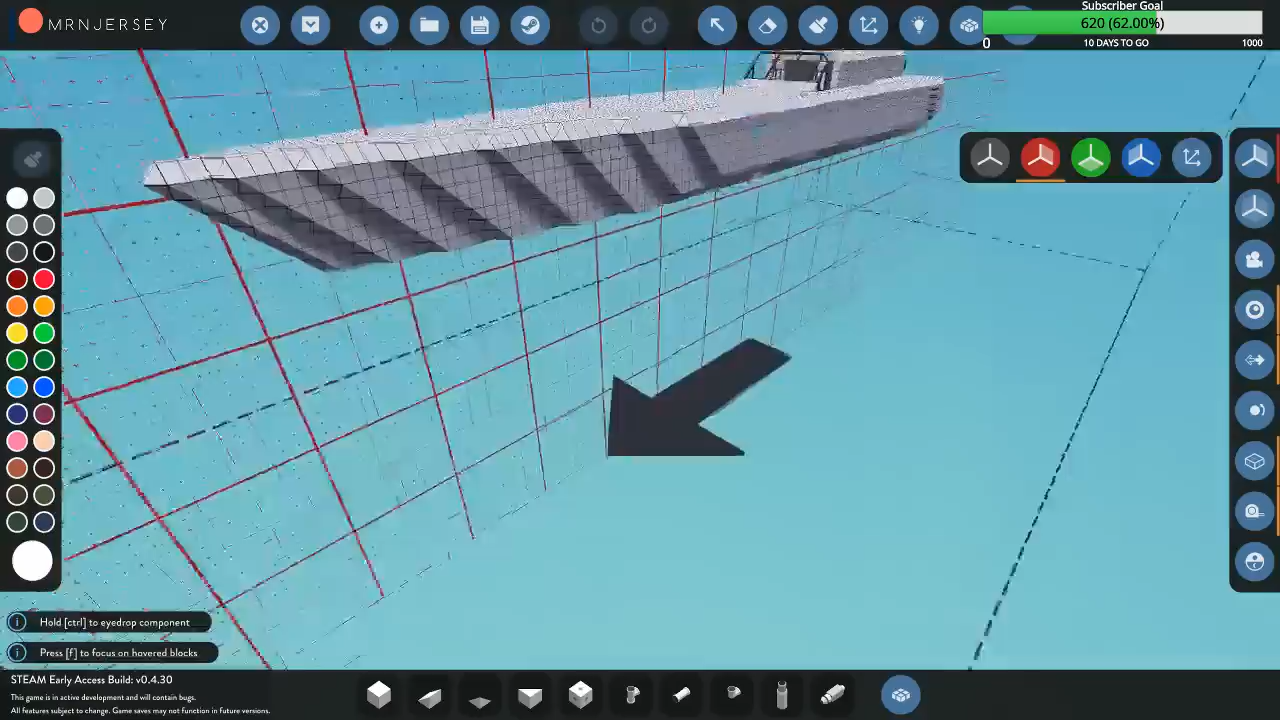 MRNJERSEY
Subscriber Goal
620 (62.00%)
0
10 DAYS TO GO
1000
Hold [ctrl] to eyedrop component
Press [f] to focus on hovered blocks
STEAM Early Access Build: v0.4.30
This game is in active development and will contain bugs.
All features subject to change. Game saves may not function in future versions.